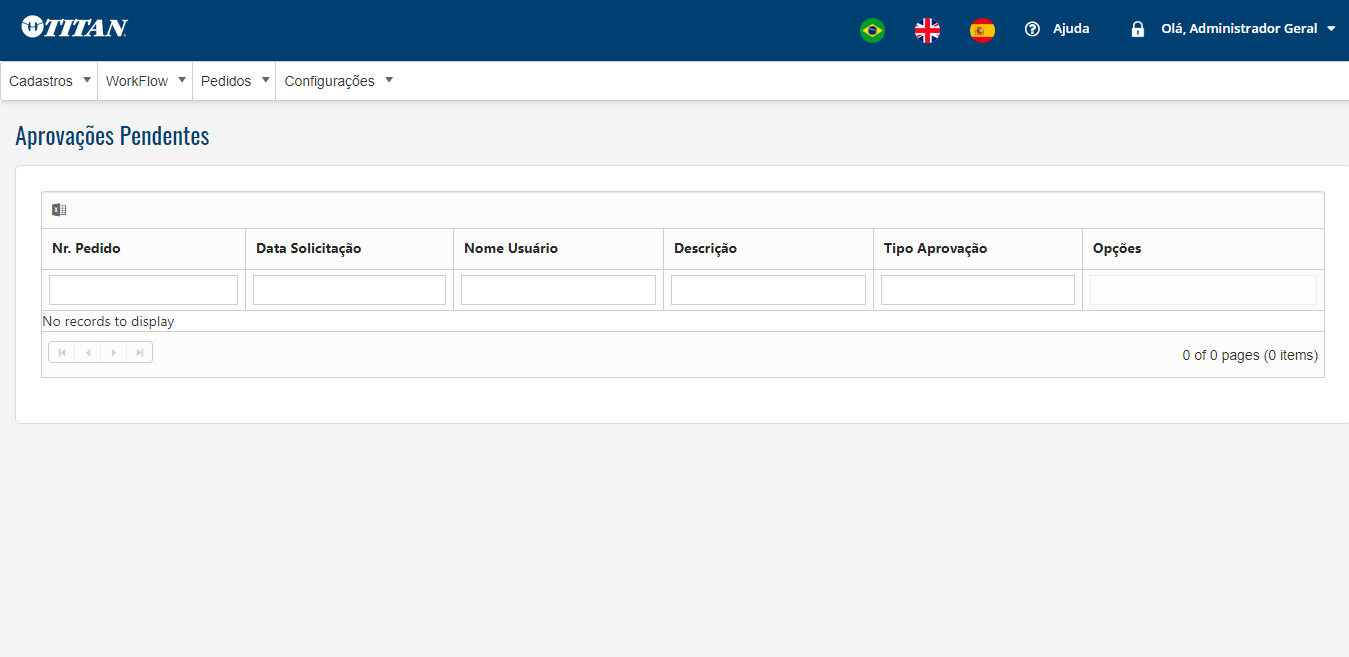 TITAN
Ajuda
Olá, Administrador Geral
Cadastros WorkFlow Pedidos Configurações
Aprovações Pendentes
Nr. Pedido Data Solicitação Nome Usuário Descrição Tipo Aprovação Opções
No records to display
0 of 0 pages (0 items)